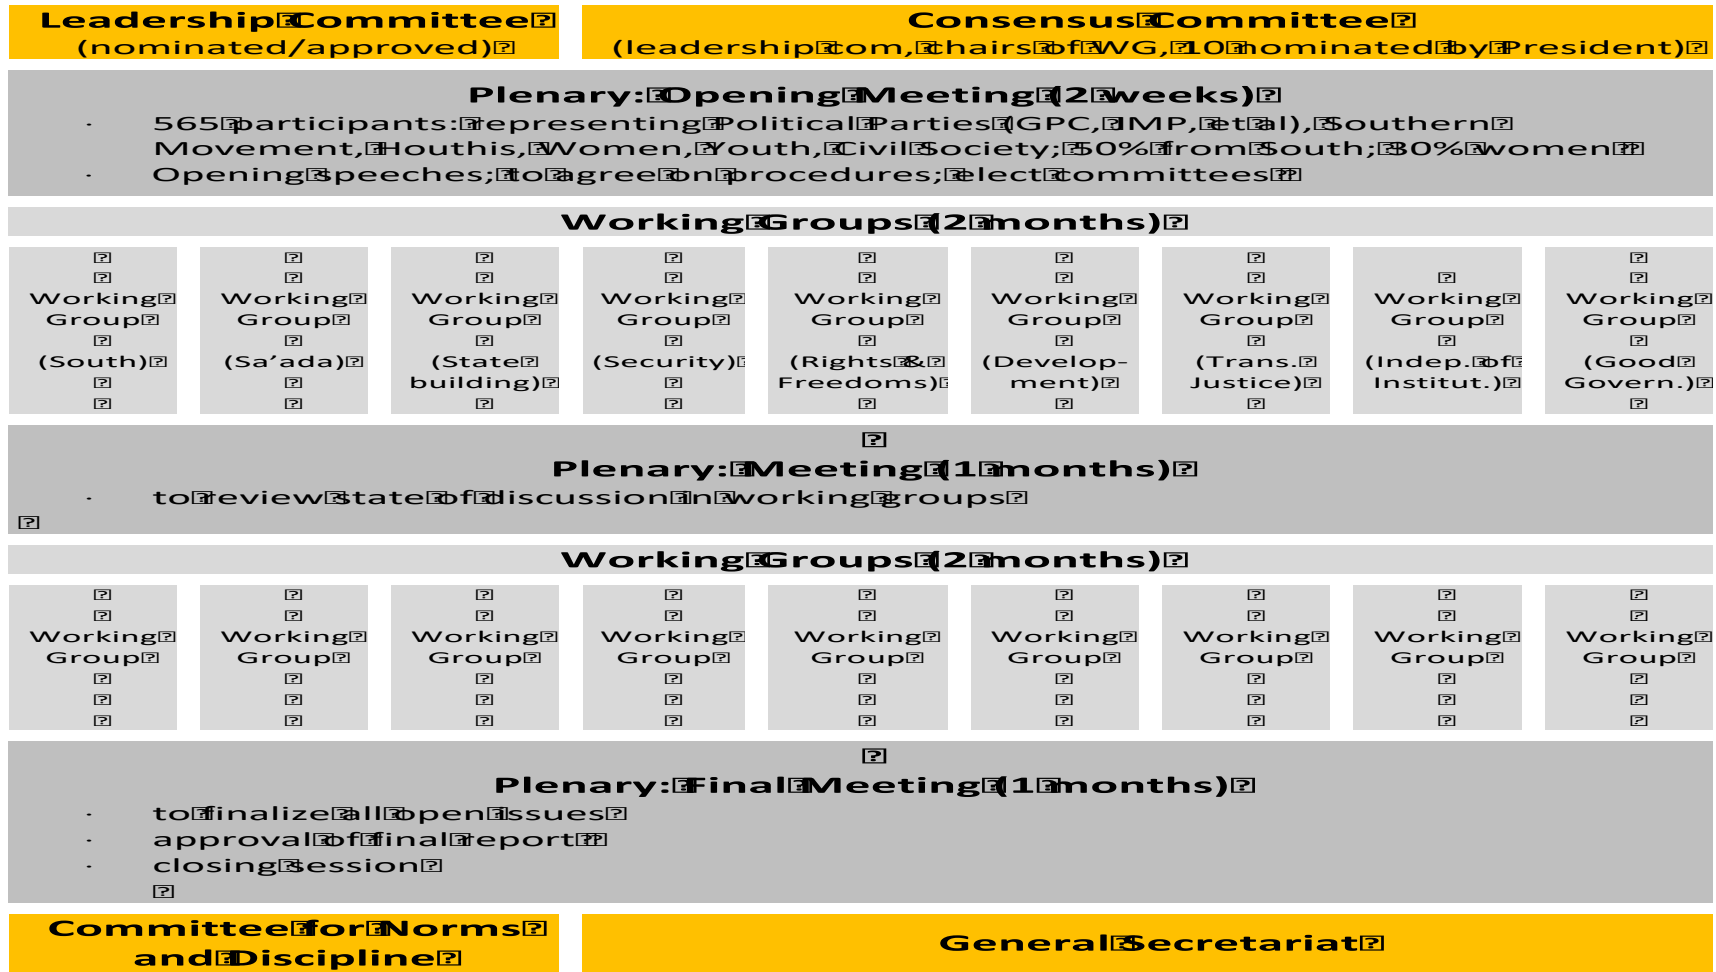 Leadership Committee
(nominated/approved)
Consensus Committee
(leadership com, chairs of WG, 10 nominated by President)
Plenary: Opening Meeting (2 weeks)
· 565 participants: representing Political Parties (GPC, JMP, et al), Southern
Movement, Houthis, Women, Youth, Civil Society; 50% from South; 30% women
· Opening speeches; to agree on procedures; elect committees
Working Groups (2 months)
Working
Group
(South)
Working
Group
(Sa’ada)
Working
Group
(State
building)
Working
Group
(Security)
Working
Group
(Rights &
Freedoms)
Working
Group
(Develop-
ment)
Working
Group
(Trans.
Justice)
Working
Group
(Indep. of
Institut.)
Working
Group
(Good
Govern.)
Plenary: Meeting (1 months)
· to review state of discussion in working groups
Working Groups (2 months)
Working
Group
Working
Group
Working
Group
Working
Group
Working
Group
Working
Group
Working
Group
Working
Group
Working
Group
Plenary: Final Meeting (1 months)
· to finalize all open issues
· approval of final report
· closing session
Committee for Norms
and Discipline
General Secretariat